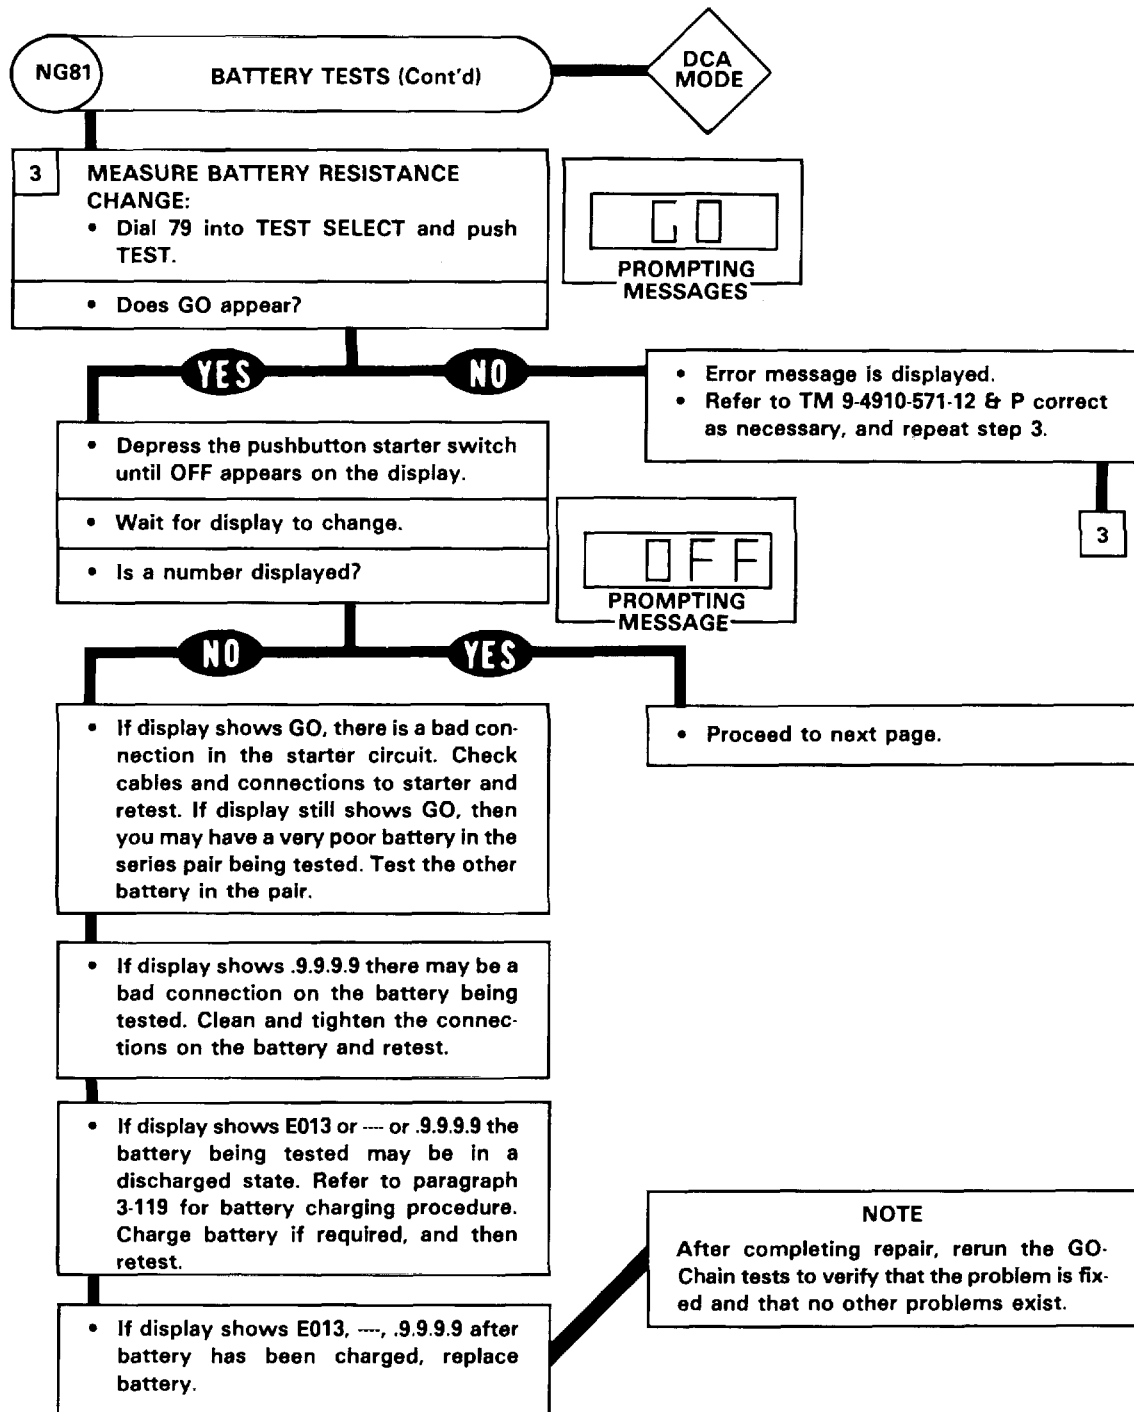 NG81
BATTERY TESTS (Cont'd)
DCA
MODE
3
MEASURE BATTERY RESISTANCE
CHANGE:
• Dial 79 into TEST SELECT and push
TEST.
• Does GO appear?
GO
PROMPTING
MESSAGES
YES
NO
• Error message is displayed.
• Refer to TM 9-4910-571-12 & P correct
as necessary, and repeat step 3.
3
• Depress the pushbutton starter switch
until OFF appears on the display.
• Wait for display to change.
• Is a number displayed?
OFF
PROMPTING
MESSAGE
NO
YES
• If display shows GO, there is a bad con-
nection in the starter circuit. Check
cables and connections to starter and
retest. If display still shows GO, then
you may have a very poor battery in the
series pair being tested. Test the other
battery in the pair.
• Proceed to next page.
• If display shows .9.9.9.9 there may be a
bad connection on the battery being
tested. Clean and tighten the connec-
tions on the battery and retest.
• If display shows E013 or ---- or .9.9.9.9 the
battery being tested may be in a
discharged state. Refer to paragraph
3-119 for battery charging procedure.
Charge battery if required, and then
retest.
• If display shows E013, ----, .9.9.9.9 after
battery has been charged, replace
battery.
NOTE
After completing repair, rerun the GO-
Chain tests to verify that the problem is fix-
ed and that no other problems exist.